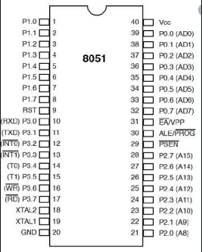 P1.0 1 40 Vcc
P1.1 2 39 P0.0 (AD0)
P1.2 3 38 P0.1 (AD1)
P1.3 4 37 P0.2 (AD2)
P1.4 5 36 P0.3 (AD3)
P1.5 6 35 P0.4 (AD4)
P1.6 7 34 P0.5 (AD5)
P1.7 8 33 P0.6 (AD6)
RST 9 32 P0.7 (AD7)
(RXD) P3.0 10 31 EA/VPP
(TXD) P3.1 11 30 ALE/PROG
(INT0) P3.2 12 29 PSEN
(INT1) P3.3 13 28 P2.7 (A15)
(T0) P3.4 14 27 P2.6 (A14)
(T1) P3.5 15 26 P2.5 (A13)
(WR) P3.6 16 25 P2.4 (A12)
(RD) P3.7 17 24 P2.3 (A11)
XTAL2 18 23 P2.2 (A10)
XTAL1 19 22 P2.1 (A9)
GND 20 21 P2.0 (A8)
8051